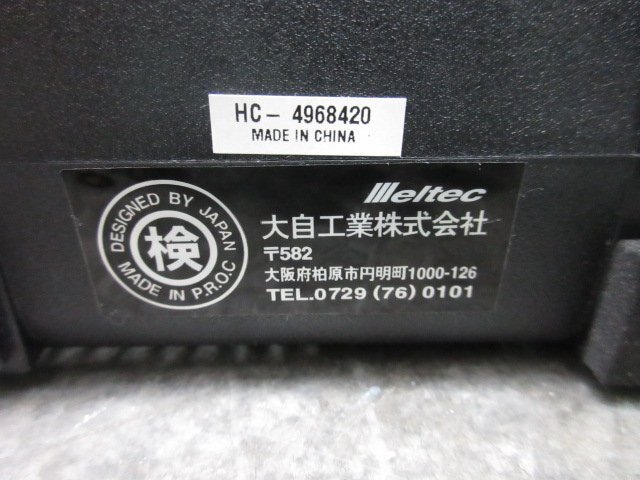 HC- 4968420
MADE IN CHINA
DESIGNED BY JAPAN
検
MADE IN P.R.O.C
Meltec
大自工業株式会社
〒582
大阪府柏原市円明町1000-126
TEL.0729 (76) 0101